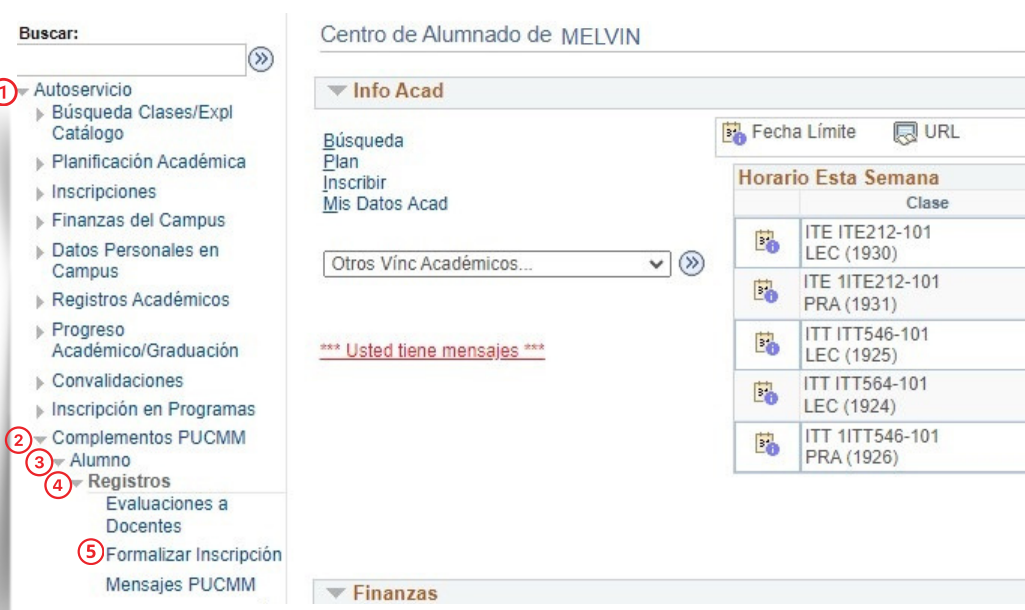 Buscar:
1 Autoservicio
Búsqueda Clases/Expl
Catálogo
Planificación Académica
Inscripciones
Finanzas del Campus
Datos Personales en
Campus
Registros Académicos
Progreso
Académico/Graduación
Convalidaciones
Inscripción en Programas
2 Complementos PUCMM
3 Alumno
4 Registros
Evaluaciones a
Docentes
5 Formalizar Inscripción
Mensajes PUCMM
Centro de Alumnado de MELVIN
Info Acad
Búsqueda
Plan
Inscribir
Mis Datos Acad
Otros Vínc Académicos...
*** Usted tiene mensajes ***
Fecha Límite URL
Horario Esta Semana
Clase
ITE ITE212-101
LEC (1930)
ITE 1ITE212-101
PRA (1931)
ITT ITT546-101
LEC (1925)
ITT ITT564-101
LEC (1924)
ITT 1ITT546-101
PRA (1926)
Finanzas